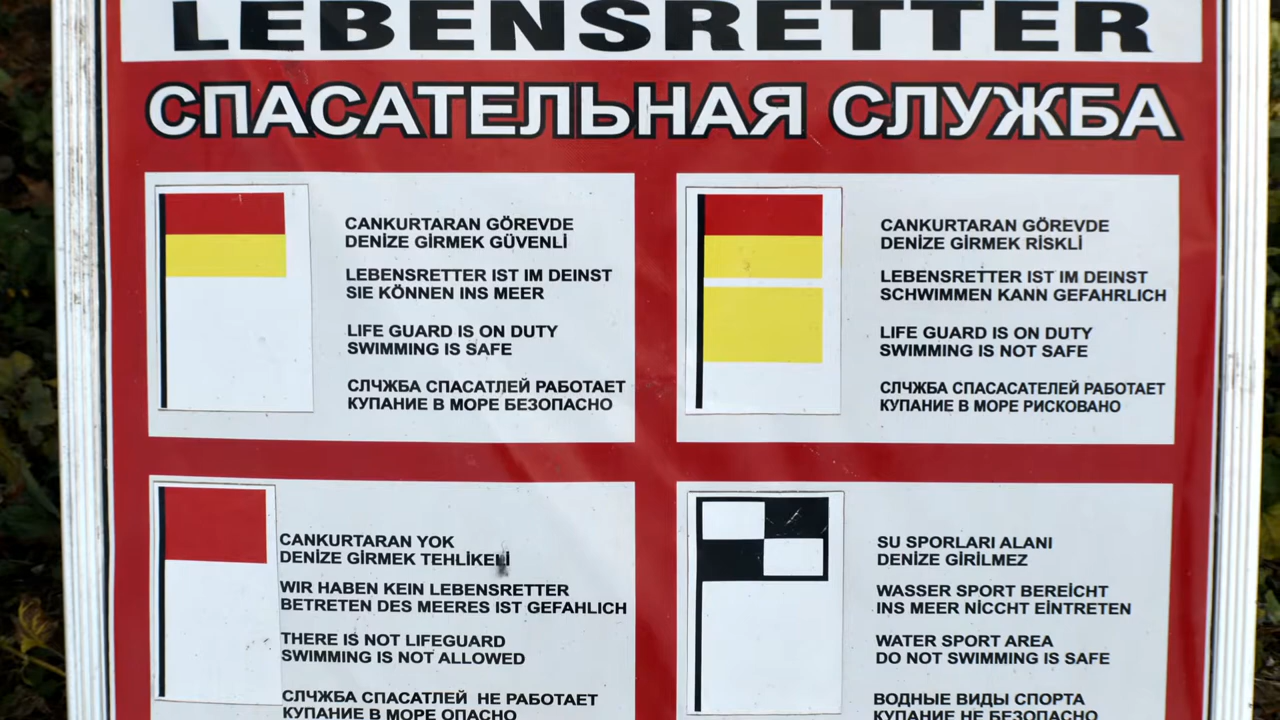 LEBENSRETTER
СПАСАТЕЛЬНАЯ СЛУЖБА
CANKURTARAN GÖREVDE
DENİZE GİRMEK GÜVENLİ
LEBENSRETTER IST IM DEINST
SIE KÖNNEN INS MEER
LIFE GUARD IS ON DUTY
SWIMMING IS SAFE
СЛЧЖБА СПАСАТЛЕЙ РАБОТАЕТ
КУПАНИЕ В МОРЕ БЕЗОПАСНО
CANKURTARAN GÖREVDE
DENİZE GİRMEK RİSKLİ
LEBENSRETTER IST IM DEINST
SCHWIMMEN KANN GEFAHRLICH
LIFE GUARD IS ON DUTY
SWIMMING IS NOT SAFE
СЛЧЖБА СПАСАСАТЕЛЕЙ РАБОТАЕТ
КУПАНИЕ В МОРЕ РИСКОВАНО
CANKURTARAN YOK
DENİZE GİRMEK TEHLİKELİ
WIR HABEN KEIN LEBENSRETTER
BETRETEN DES MEERES IST GEFAHLICH
THERE IS NOT LIFEGUARD
SWIMMING IS NOT ALLOWED
СЛЧЖБА СПАСАТЛЕЙ НЕ РАБОТАЕТ
КУПАНИЕ В МОРЕ ОПАСНО
SU SPORLARI ALANI
DENİZE GİRİLMEZ
WASSER SPORT BEREİCHT
INS MEER NİCCHT EİNTRETEN
WATER SPORT AREA
DO NOT SWIMMING IS SAFE
ВОДНЫЕ ВИДЫ СПОРТА
КУПАНИЕ НЕ БЕЗОПАСНО